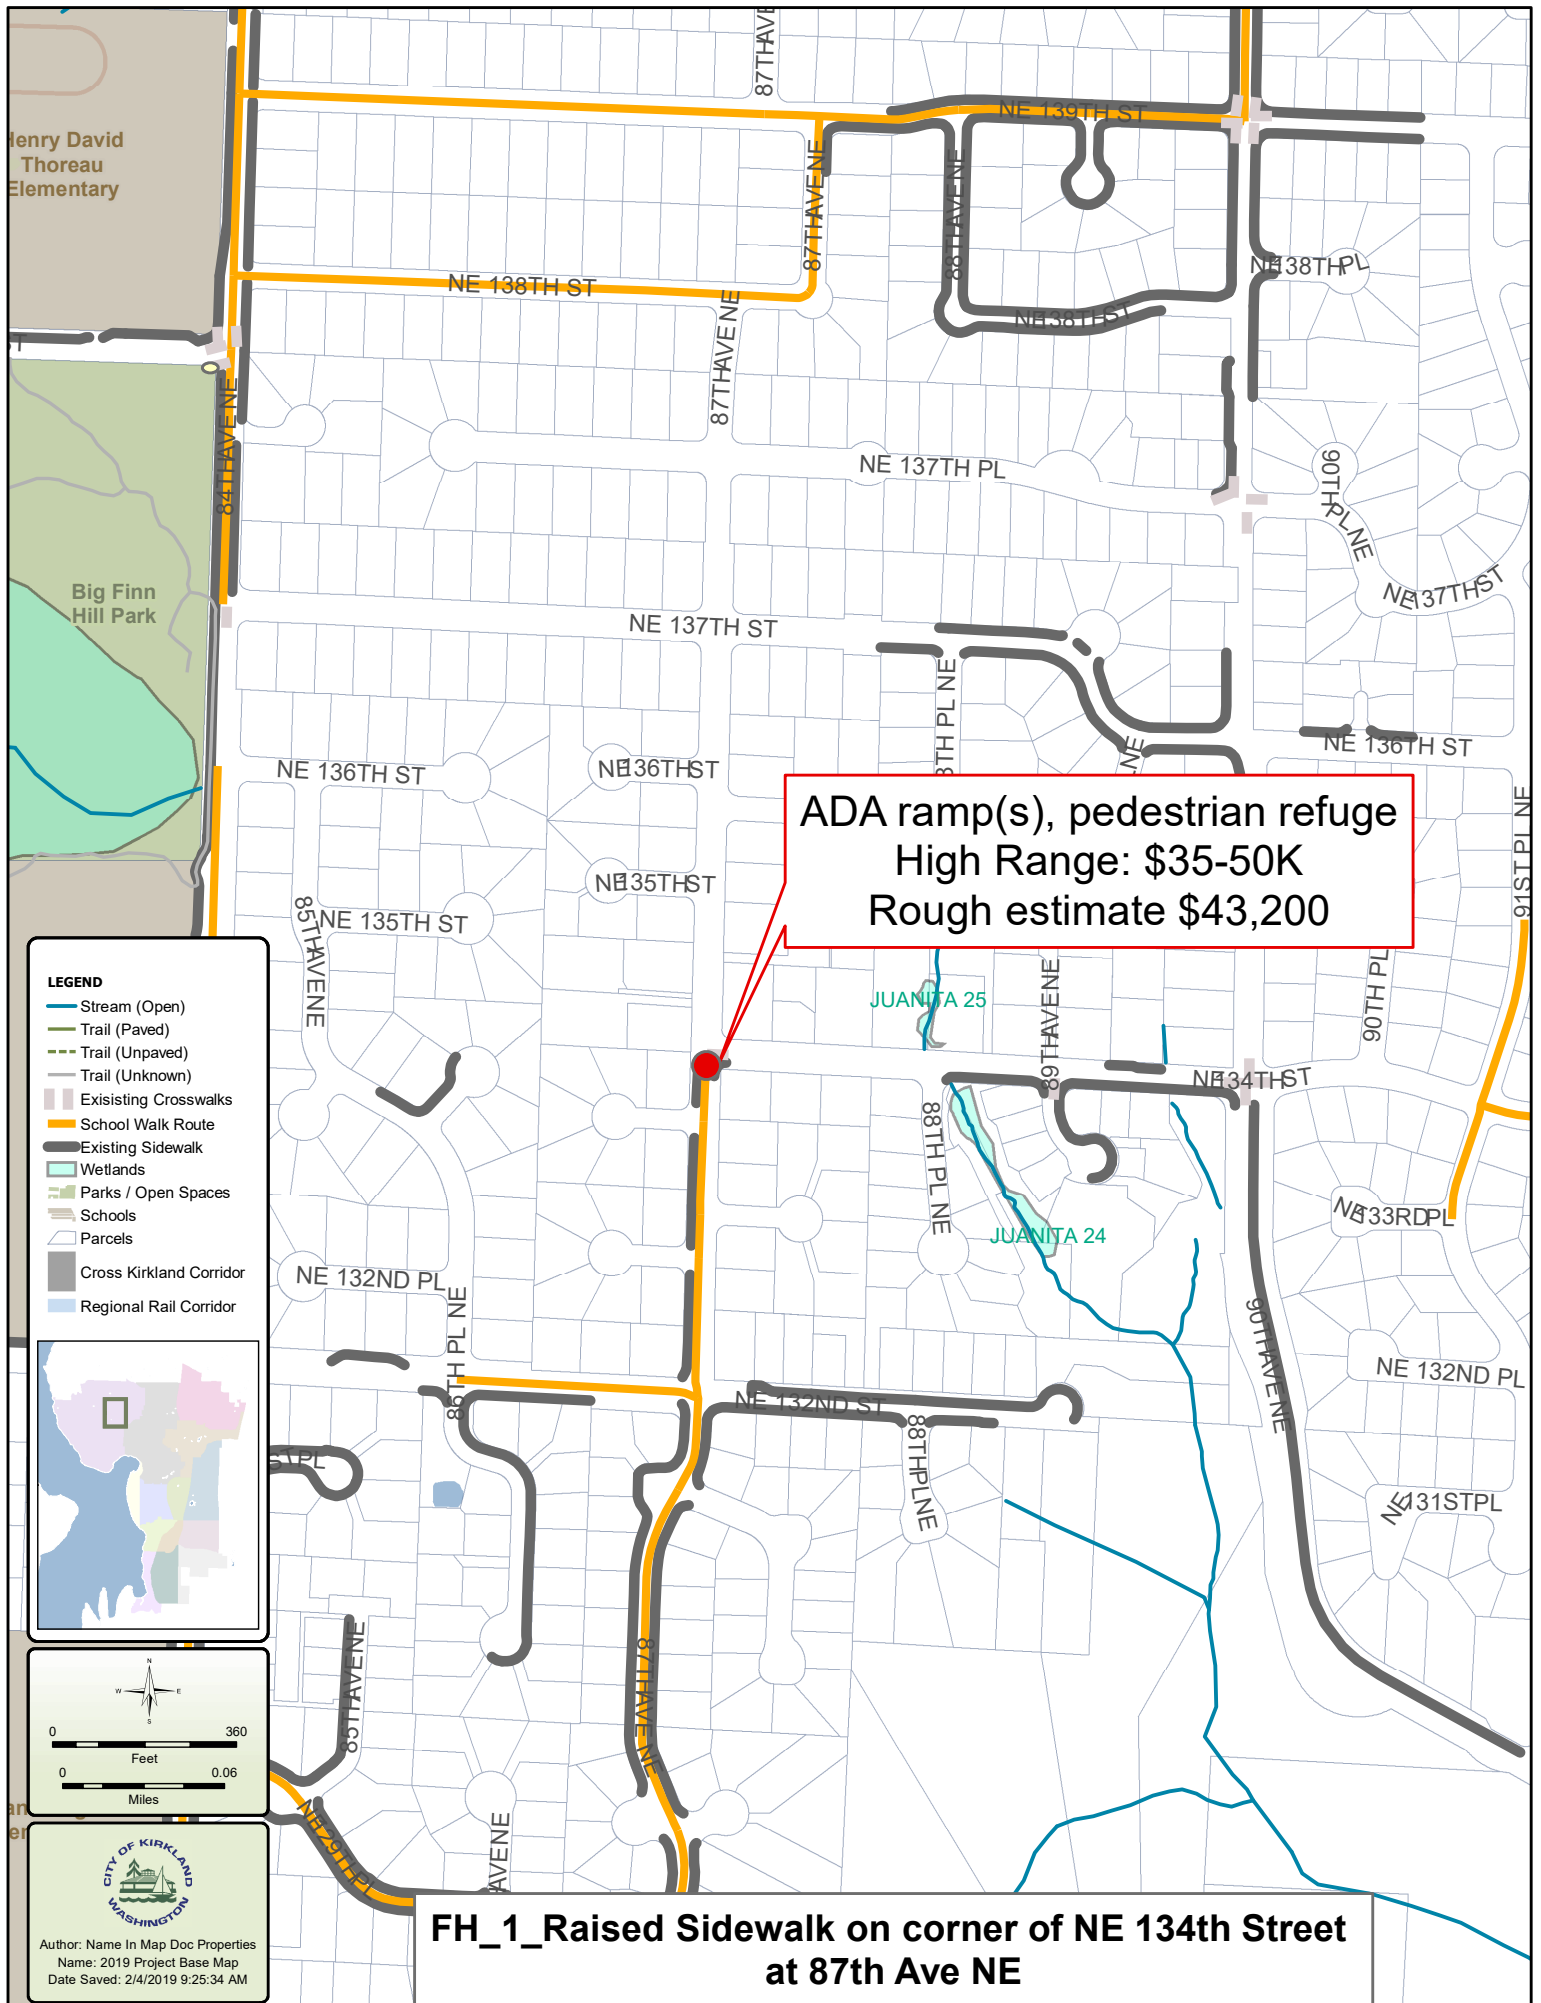 87TH AVE
NE 139TH ST
Henry David
Thoreau
Elementary
87TH AVE NE
88TH AVE NE
NE 138TH PL
NE 138TH ST
NE 138TH ST
87TH AVE NE
ST
84TH AVE NE
NE 137TH PL
90TH PL NE
NE 137TH ST
Big Finn
Hill Park
NE 137TH ST
8TH PL NE
NE
NE 136TH ST
NE 136TH ST
NE 136TH ST
91ST PL NE
ADA ramp(s), pedestrian refuge
High Range: $35-50K
Rough estimate $43,200
NE 135TH ST
NE 135TH ST
85TH AVE NE
JUANITA 25
89TH AVE NE
90TH PL
NE 134TH ST
88TH PL NE
NE 133RD PL
JUANITA 24
LEGEND
Stream (Open)
Trail (Paved)
Trail (Unpaved)
Trail (Unknown)
Exisisting Crosswalks
School Walk Route
Existing Sidewalk
Wetlands
Parks / Open Spaces
Schools
Parcels
Cross Kirkland Corridor
Regional Rail Corridor
NE 132ND PL
86TH PL NE
90TH AVE NE
NE 132ND PL
NE 132ND ST
88TH PL NE
ST PL
NE 131ST PL
85TH AVE NE
87TH AVE NE
N
W E
S
0 360
Feet
0 0.06
Miles
NE 129TH PL
AVE NE
CITY OF KIRKLAND
WASHINGTON
Author: Name In Map Doc Properties
Name: 2019 Project Base Map
Date Saved: 2/4/2019 9:25:34 AM
FH_1_Raised Sidewalk on corner of NE 134th Street
at 87th Ave NE